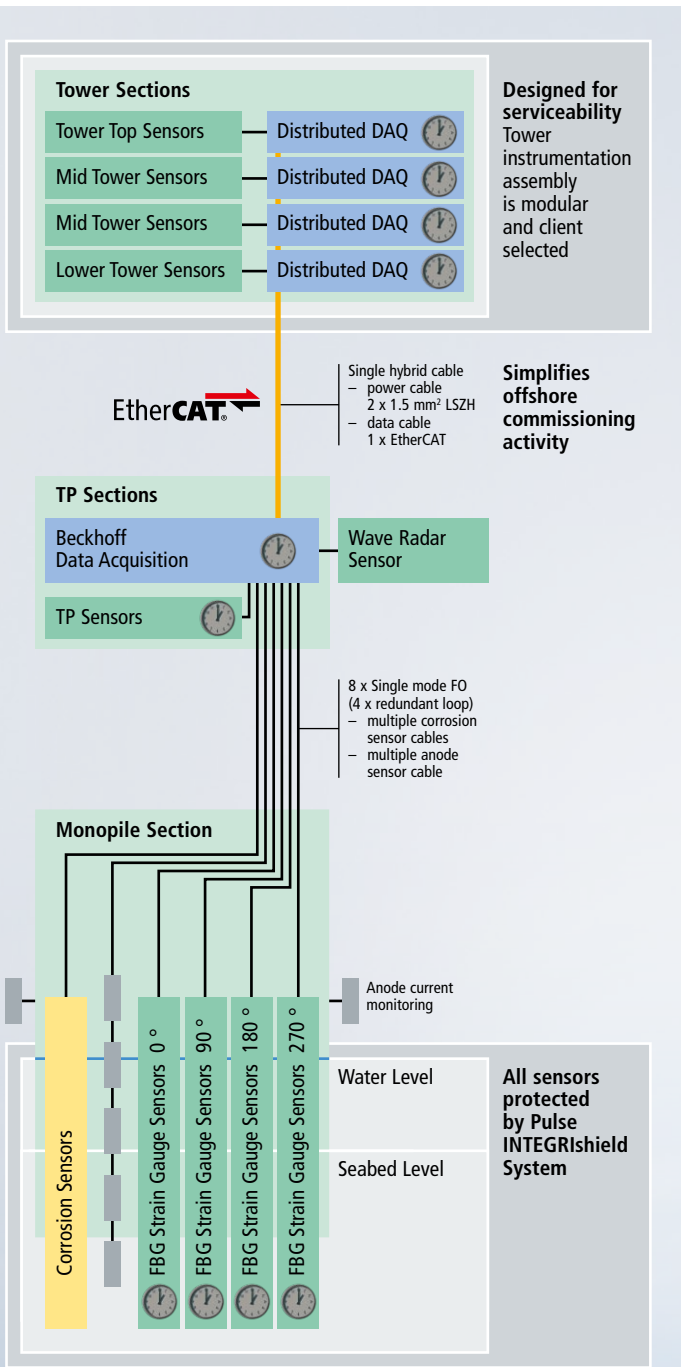 Tower Sections
Tower Top Sensors
Distributed DAQ
Mid Tower Sensors
Distributed DAQ
Mid Tower Sensors
Distributed DAQ
Lower Tower Sensors
Distributed DAQ
Designed for
serviceability
Tower
instrumentation
assembly
is modular
and client
selected
EtherCAT®
Single hybrid cable
– power cable
2 x 1.5 mm² LSZH
– data cable
1 x EtherCAT
Simplifies
offshore
commissioning
activity
TP Sections
Beckhoff
Data Acquisition
Wave Radar
Sensor
TP Sensors
8 x Single mode FO
(4 x redundant loop)
– multiple corrosion
sensor cables
– multiple anode
sensor cable
Monopile Section
Anode current
monitoring
Corrosion Sensors
FBG Strain Gauge Sensors 0 °
FBG Strain Gauge Sensors 90 °
FBG Strain Gauge Sensors 180 °
FBG Strain Gauge Sensors 270 °
Water Level
Seabed Level
All sensors
protected
by Pulse
INTEGRIshield
System